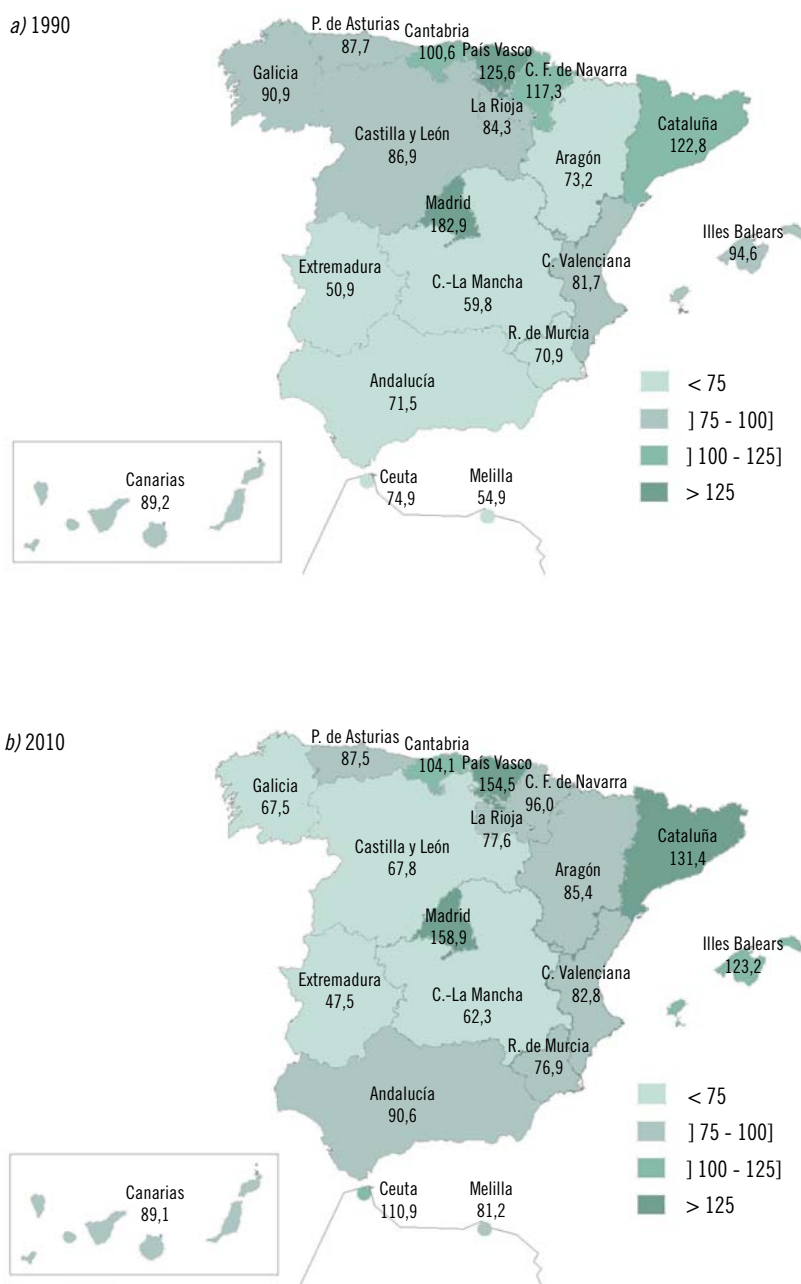 a) 1990
P. de Asturias
87,7
Cantabria
100,6
País Vasco
125,6
C. F. de Navarra
117,3
Galicia
90,9
La Rioja
84,3
Castilla y León
86,9
Cataluña
122,8
Aragón
73,2
Madrid
182,9
Illes Balears
94,6
Extremadura
50,9
C.-La Mancha
59,8
C. Valenciana
81,7
R. de Murcia
70,9
Andalucía
71,5
< 75
] 75 - 100]
] 100 - 125]
> 125
Canarias
89,2
Ceuta
74,9
Melilla
54,9
b) 2010
P. de Asturias
87,5
Cantabria
104,1
País Vasco
154,5
C. F. de Navarra
96,0
Galicia
67,5
La Rioja
77,6
Castilla y León
67,8
Cataluña
131,4
Aragón
85,4
Madrid
158,9
Illes Balears
123,2
Extremadura
47,5
C.-La Mancha
62,3
C. Valenciana
82,8
R. de Murcia
76,9
Andalucía
90,6
< 75
] 75 - 100]
] 100 - 125]
> 125
Canarias
89,1
Ceuta
110,9
Melilla
81,2